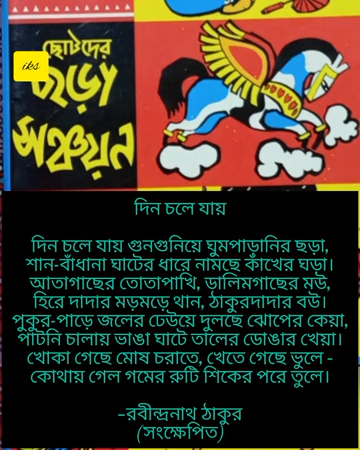 ছোটদের
iks
ছড়া
সঞ্চয়ন
দিন চলে যায়
দিন চলে যায় গুনগুনিয়ে ঘুমপাড়ানির ছড়া,
শান-বাঁধানা ঘাটের ধারে নামছে কাঁখের ঘড়া।
আতাগাছের তোতাপাখি, ডালিমগাছের মউ,
হিরে দাদার মড়মড়ে থান, ঠাকুরদাদার বউ।
পুকুর-পাড়ে জলের ঢেউয়ে দুলছে ঝোপের কেয়া,
পাটনি চালায় ভাঙা ঘাটে তালের ডোঙার খেয়া।
খোকা গেছে মোষ চরাতে, খেতে গেছে ভুলে -
কোথায় গেল গমের রুটি শিকের পরে তুলে।
-রবীন্দ্রনাথ ঠাকুর
(সংক্ষেপিত)